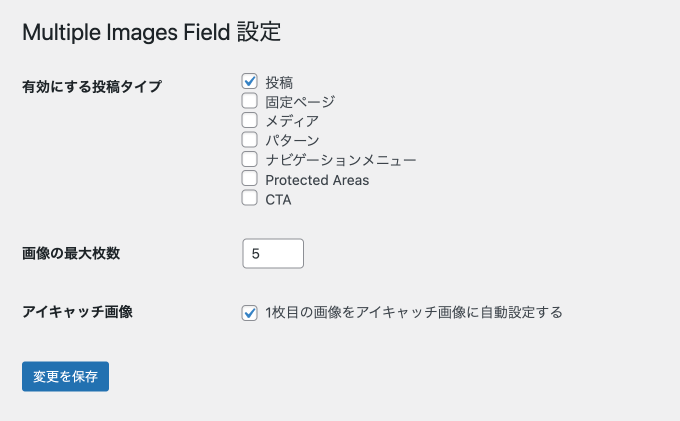 Multiple Images Field 設定
有効にする投稿タイプ
投稿
固定ページ
メディア
パターン
ナビゲーションメニュー
Protected Areas
CTA
画像の最大枚数
5
アイキャッチ画像
1枚目の画像をアイキャッチ画像に自動設定する
変更を保存